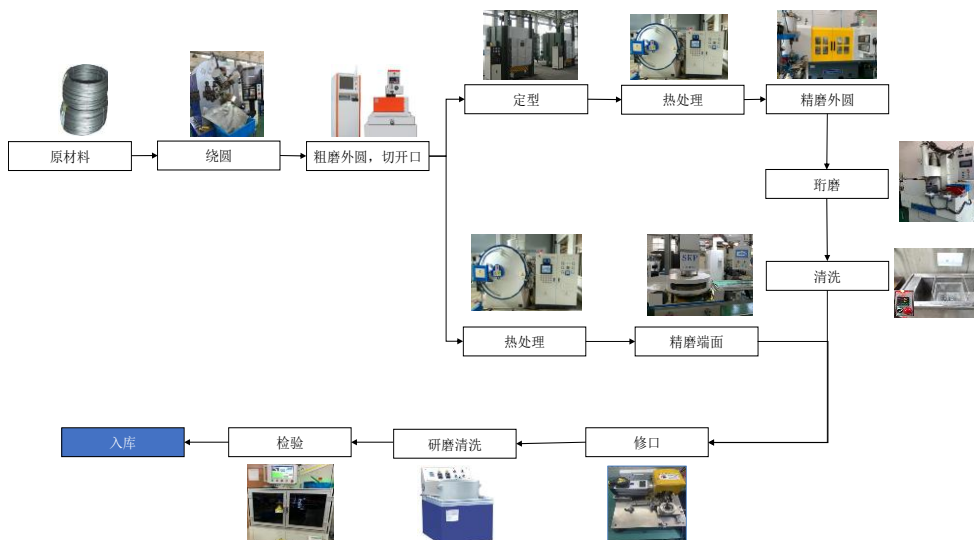 定型
热处理
精磨外圆
原材料
绕圆
粗磨外圆，切开口
珩磨
SKF
清洗
热处理
精磨端面
入库
检验
研磨清洗
修口